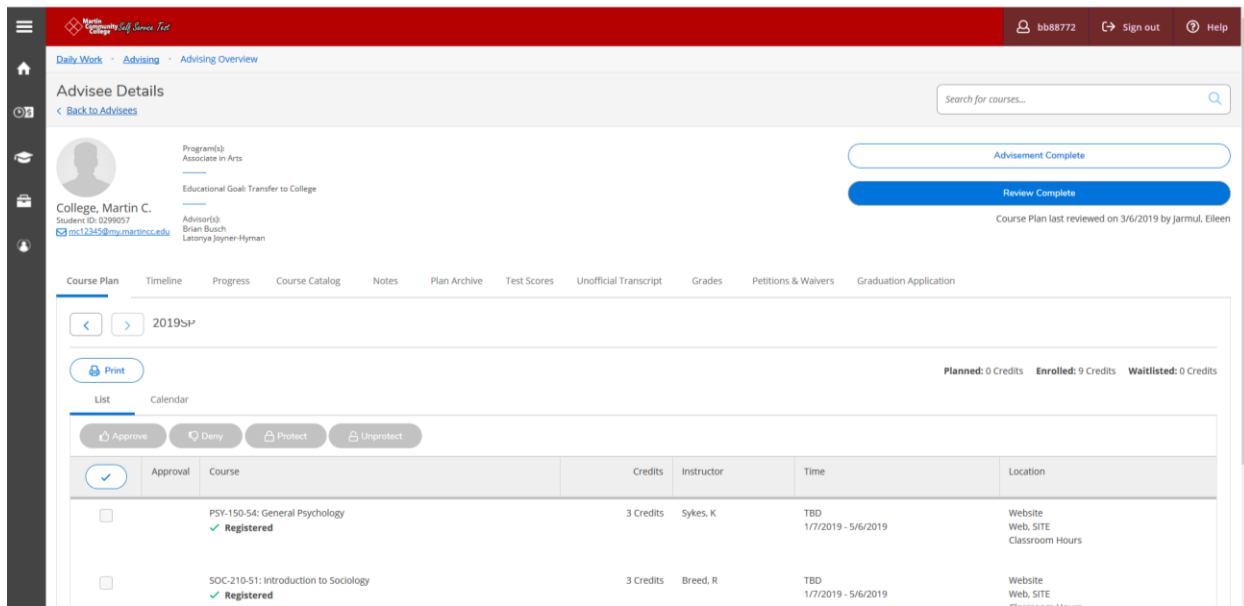 Martin Community College Self Service Test
bb88772 Sign out Help
Daily Work · Advising · Advising Overview
Advisee Details
< Back to Advisees
Search for courses...
Program(s):
Associate in Arts
Educational Goal: Transfer to College
Advisor(s):
Brian Busch
Latonya Joyner-Hyman
College, Martin C.
Student ID: 0299057
mc12345@my.martincc.edu
Advisement Complete
Review Complete
Course Plan last reviewed on 3/6/2019 by Jarmul, Eileen
Course Plan Timeline Progress Course Catalog Notes Plan Archive Test Scores Unofficial Transcript Grades Petitions & Waivers Graduation Application
< > 2019SP
Print
Planned: 0 Credits Enrolled: 9 Credits Waitlisted: 0 Credits
List Calendar
Approve Deny Protect Unprotect
Approval Course Credits Instructor Time Location
PSY-150-54: General Psychology 3 Credits Sykes, K TBD Website
Registered 1/7/2019 - 5/6/2019 Web, SITE
Classroom Hours
SOC-210-51: Introduction to Sociology 3 Credits Breed, R TBD Website
Registered 1/7/2019 - 5/6/2019 Web, SITE
Classroom Hours